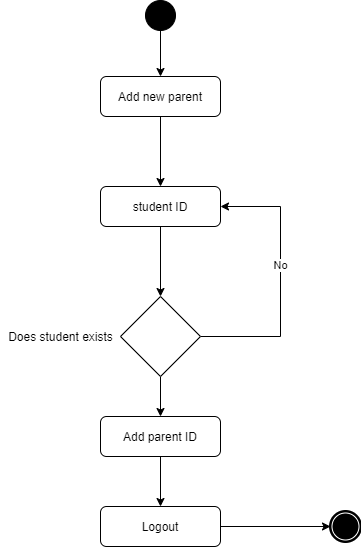 Add new parent
student ID
No
Does student exists
Add parent ID
Logout